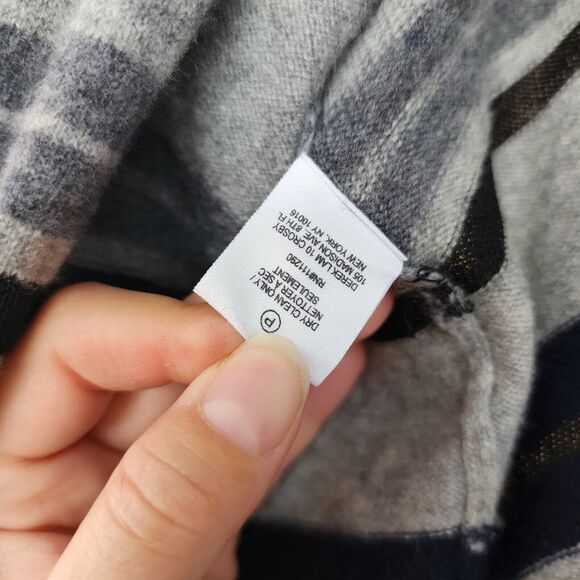 P
DRY CLEAN ONLY/
NETTOYER A SEC
SEULEMENT
RN#111290
DEREK LAM 10 CROSBY
105 MADISON AVE. 8TH FL
NEW YORK, NY 10016